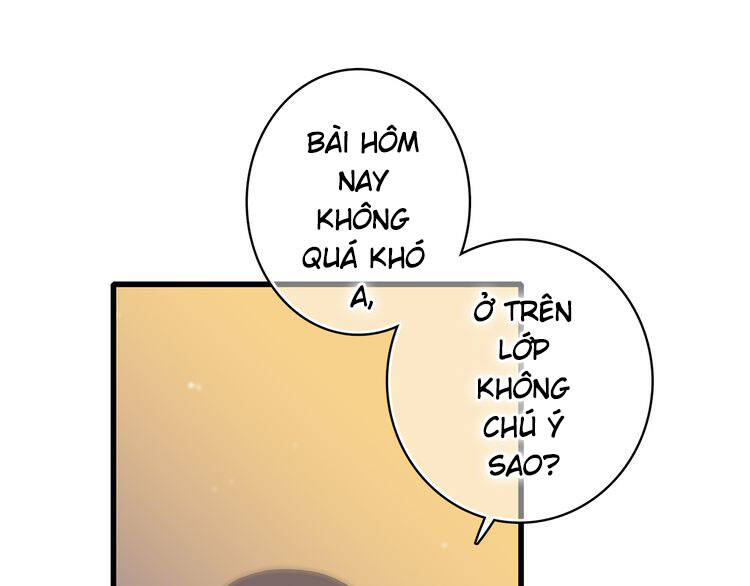 BÀI HÔM
NAY
KHÔNG
QUÁ KHÓ
A,
Ở TRÊN
LỚP
KHÔNG
CHÚ Ý
SAO?